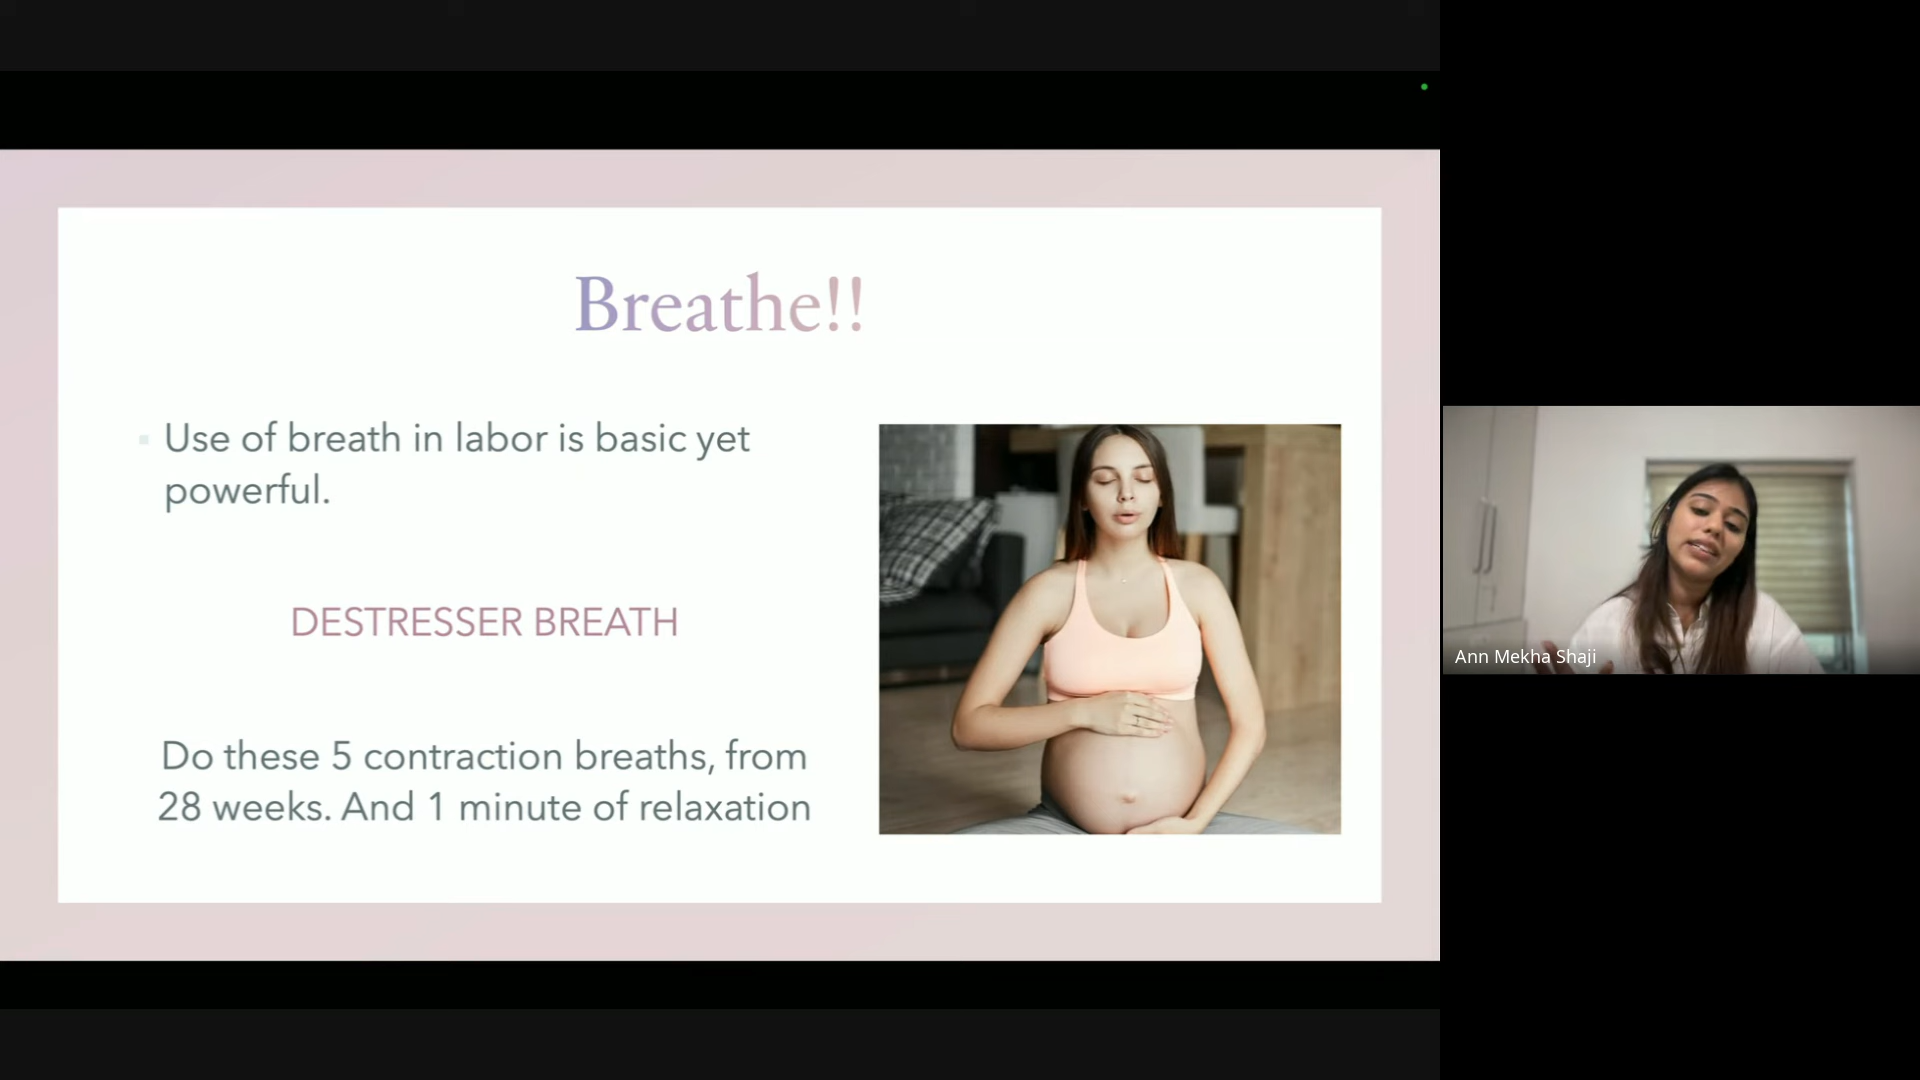 Breathe!!
Use of breath in labor is basic yet
powerful.
DESTRESSER BREATH
Do these 5 contraction breaths, from
28 weeks. And 1 minute of relaxation
Ann Mekha Shaji